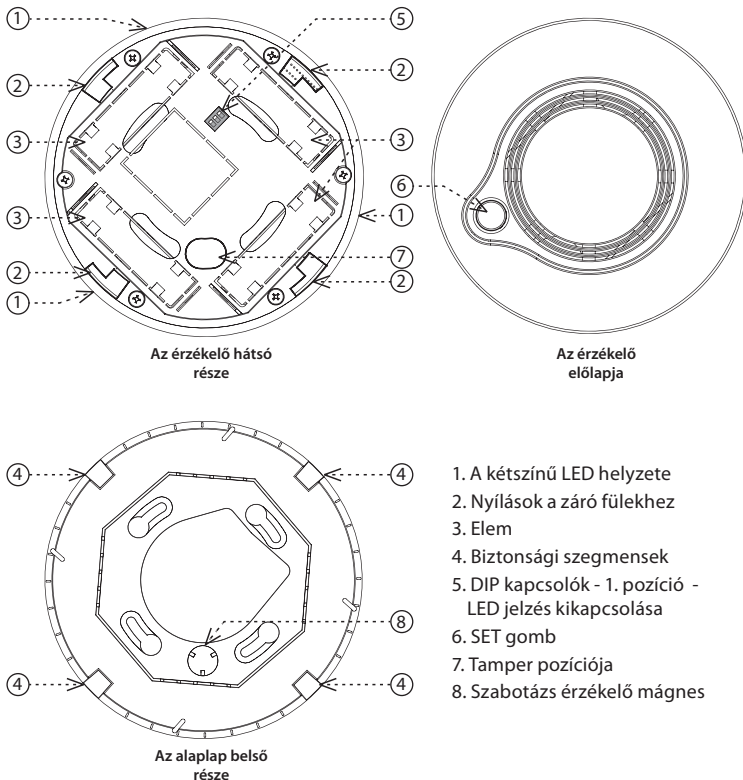 1
5
1
2
2
3
3
6
3
1
2
7
1
2
Az érzékelő hátsó
része
Az érzékelő
előlapja
4
4
8
4
4
Az alaplap belső
része
1. A kétszínű LED helyzete
2. Nyílások a záró fülekhez
3. Elem
4. Biztonsági szegmensek
5. DIP kapcsolók - 1. pozíció -
LED jelzés kikapcsolása
6. SET gomb
7. Tamper pozíciója
8. Szabotázs érzékelő mágnes